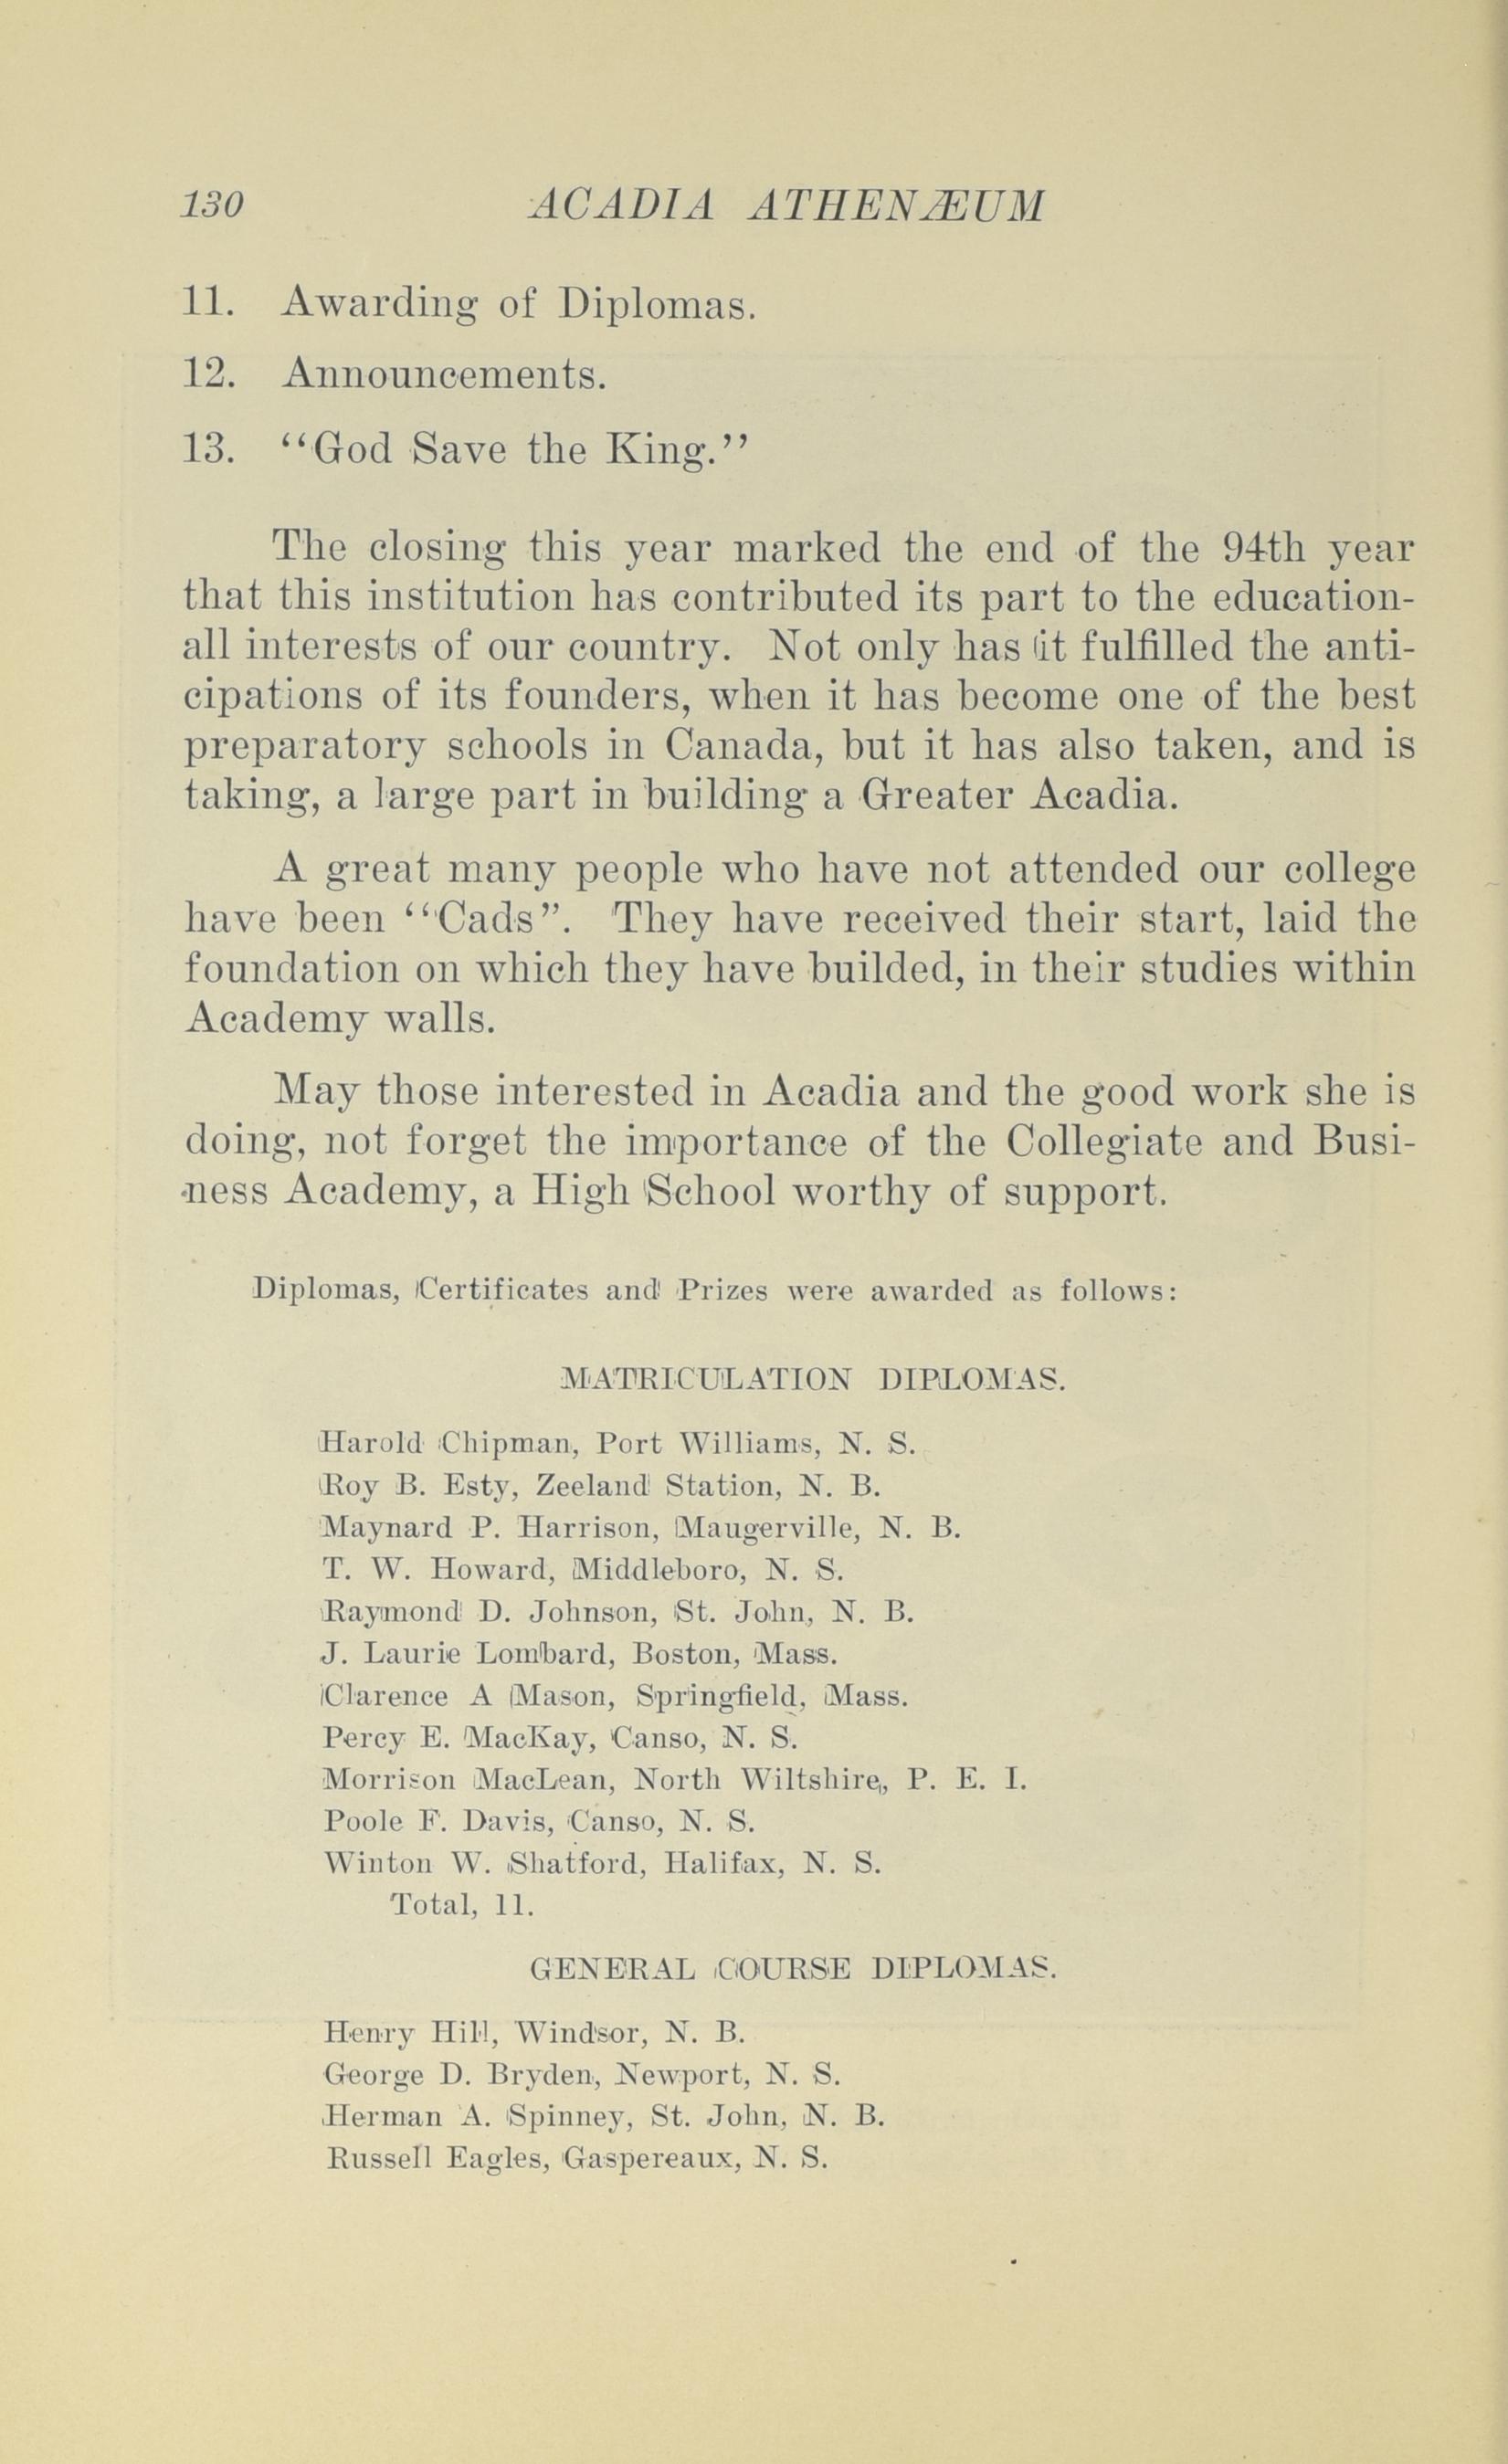 130 ACADIA ATHENÆUM
11. Awarding of Diplomas.
12. Announcements.
13. "God Save the King."
The closing this year marked the end of the 94th year
that this institution has contributed its part to the education-
all interests of our country. Not only has it fulfilled the anti-
cipations of its founders, when it has become one of the best
preparatory schools in Canada, but it has also taken, and is
taking, a large part in building a Greater Acadia.
A great many people who have not attended our college
have been "Cads". They have received their start, laid the
foundation on which they have builded, in their studies within
Academy walls.
May those interested in Acadia and the good work she is
doing, not forget the importance of the Collegiate and Busi-
ness Academy, a High School worthy of support.
Diplomas, Certificates and Prizes were awarded as follows:
MATRICULATION DIPLOMAS.
Harold Chipman, Port Williams, N. S.
Roy B. Esty, Zeeland Station, N. B.
Maynard P. Harrison, Maugerville, N. B.
T. W. Howard, Middleboro, N. S.
Raymond D. Johnson, St. John, N. B.
J. Laurie Lombard, Boston, Mass.
Clarence A Mason, Springfield, Mass.
Percy E. MacKay, Canso, N. S.
Morrison MacLean, North Wiltshire, P. E. I.
Poole F. Davis, Canso, N. S.
Winton W. Shatford, Halifax, N. S.
Total, 11.
GENERAL COURSE DIPLOMAS.
Henry Hill, Windsor, N. B.
George D. Bryden, Newport, N. S.
Herman A. Spinney, St. John, N. B.
Russell Eagles, Gaspereaux, N. S.